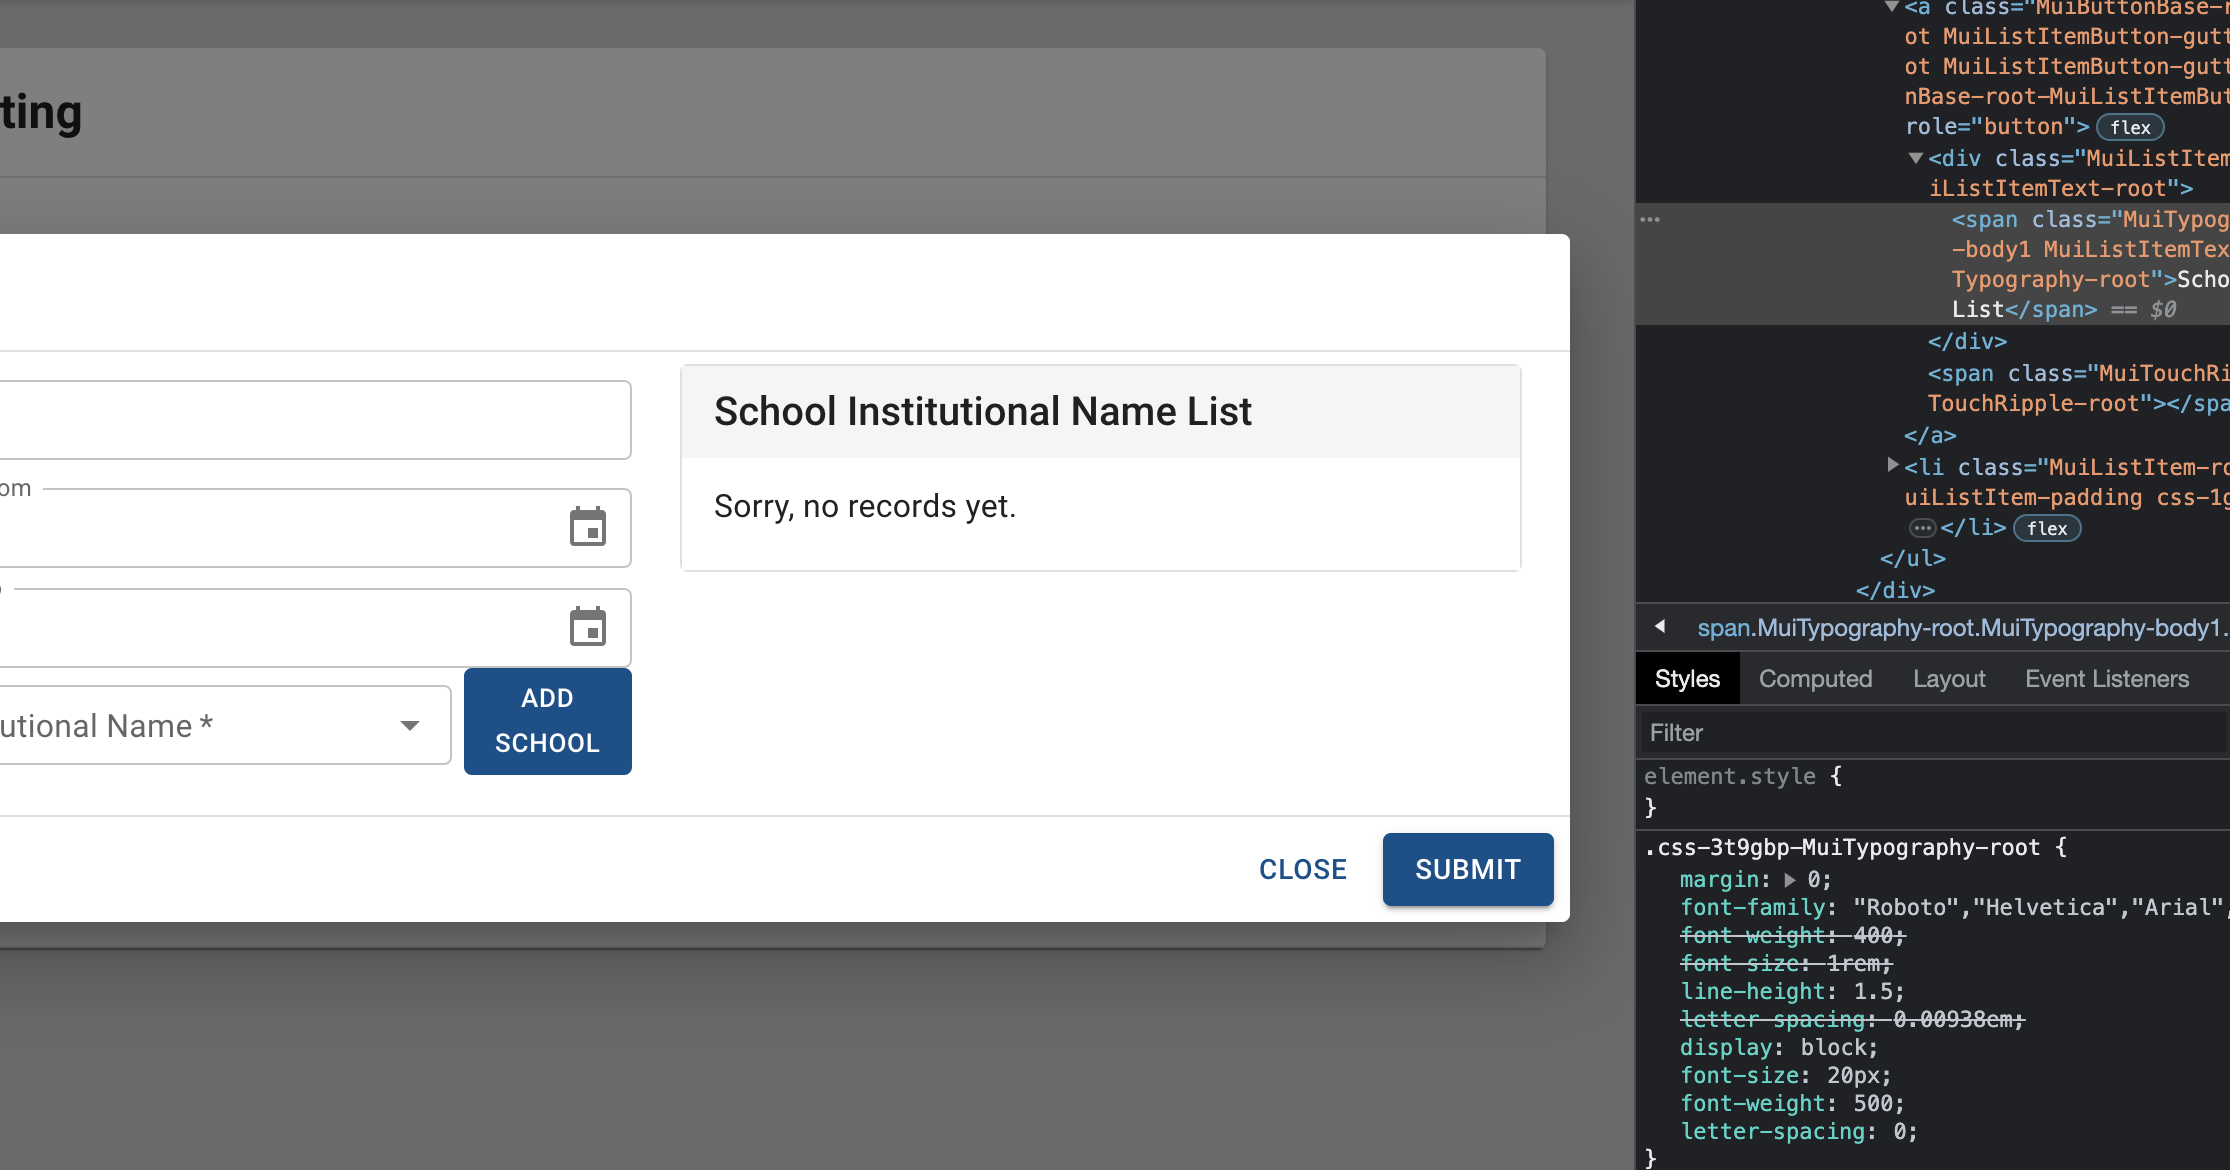 ting
om
utional Name *
ADD
SCHOOL
School Institutional Name List
Sorry, no records yet.
CLOSE
SUBMIT
<a class="MuiButtonBase-r
ot MuiListItemButton-gutt
ot MuiListItemButton-gutt
nBase-root-MuiListItemBut
role="button"> flex
<div class="MuiListItem
iListItemText-root">
<span class="MuiTypog
-body1 MuiListItemTex
Typography-root">Scho
List</span> == $0
</div>
<span class="MuiTouchRi
TouchRipple-root"></spa
</a>
<li class="MuiListItem-ro
uiListItem-padding css-1g
… </li> flex
</ul>
</div>
span.MuiTypography-root.MuiTypography-body1.
Styles Computed Layout Event Listeners
Filter
element.style {
}
.css-3t9gbp-MuiTypography-root {
margin: 0;
font-family: "Roboto","Helvetica","Arial",
font-weight: 400;
font-size: 1rem;
line-height: 1.5;
letter-spacing: 0.00938em;
display: block;
font-size: 20px;
font-weight: 500;
letter-spacing: 0;
}